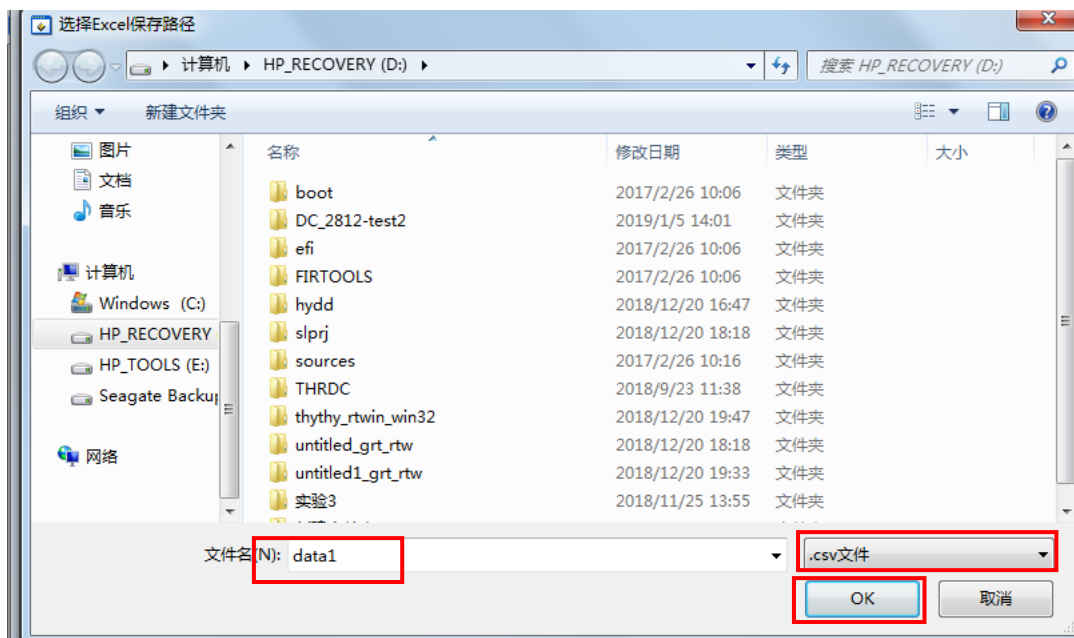 选择Excel保存路径
计算机 HP_RECOVERY (D:)
搜索 HP_RECOVERY (D:)
组织 新建文件夹
图片
文档
音乐
计算机
Windows (C:)
HP_RECOVERY
HP_TOOLS (E:)
Seagate Backup
网络
名称 修改日期 类型 大小
boot 2017/2/26 10:06 文件夹
DC_2812-test2 2019/1/5 14:01 文件夹
efi 2017/2/26 10:06 文件夹
FIRTOOLS 2017/2/26 10:06 文件夹
hydd 2018/12/20 16:47 文件夹
slprj 2018/12/20 18:18 文件夹
sources 2017/2/26 10:16 文件夹
THRDC 2018/9/23 11:38 文件夹
thythy_rtwin_win32 2018/12/20 19:47 文件夹
untitled_grt_rtw 2018/12/20 18:18 文件夹
untitled1_grt_rtw 2018/12/20 19:33 文件夹
实验3 2018/11/25 13:55 文件夹
文件名(N): data1 .csv文件
OK 取消